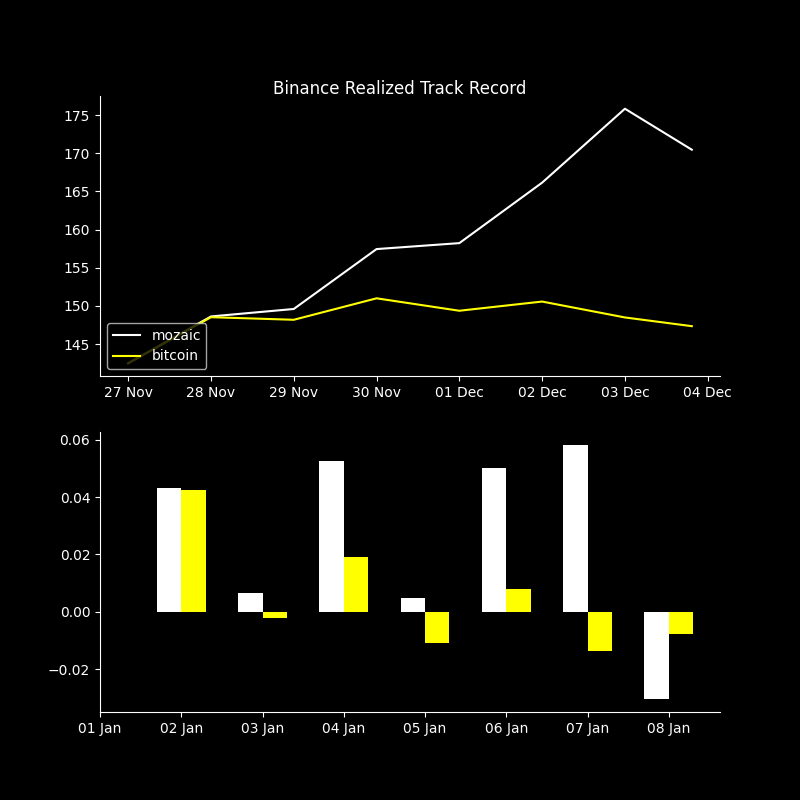 Binance Realized Track Record
175
170
165
160
155
150
145
mozaic
bitcoin
27 Nov 28 Nov 29 Nov 30 Nov 01 Dec 02 Dec 03 Dec 04 Dec
0.06
0.04
0.02
0.00
−0.02
01 Jan 02 Jan 03 Jan 04 Jan 05 Jan 06 Jan 07 Jan 08 Jan